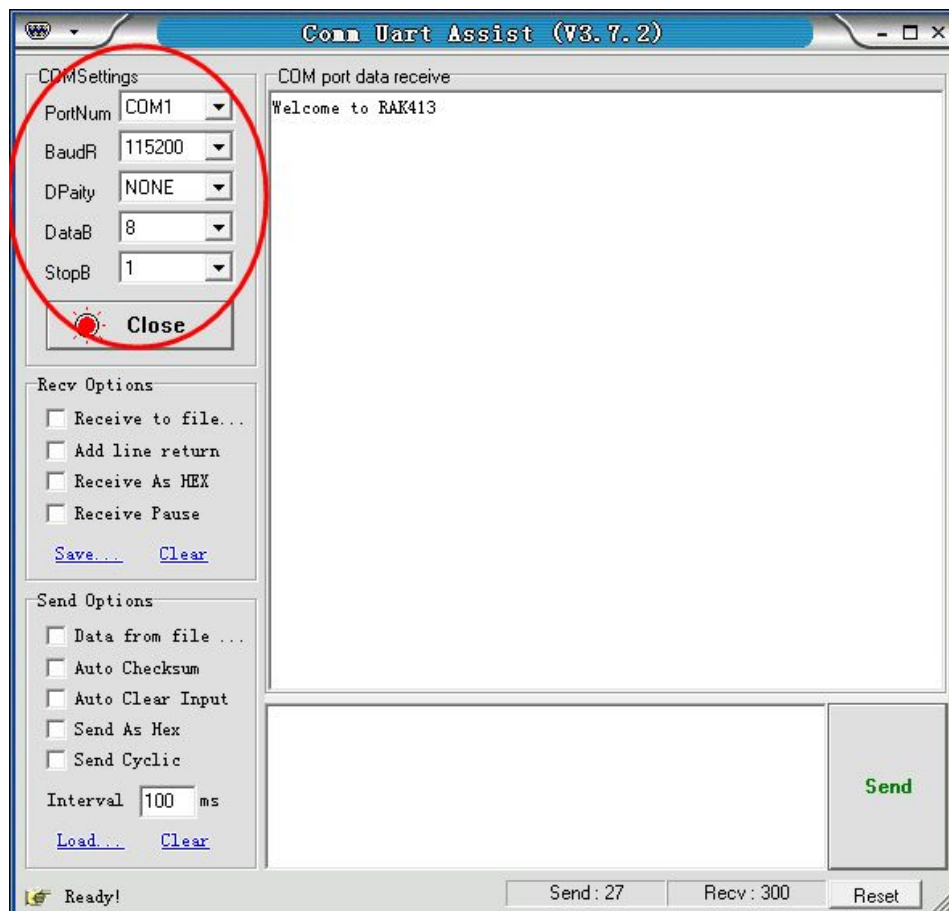 Comm Uart Assist (V3.7.2)
COMSettings
PortNum COM1
BaudR 115200
DPaity NONE
DataB 8
StopB 1
Close
Recv Options
Receive to file...
Add line return
Receive As HEX
Receive Pause
Save... Clear
Send Options
Data from file ...
Auto Checksum
Auto Clear Input
Send As Hex
Send Cyclic
Interval 100 ms
Load... Clear
COM port data receive
Welcome to RAK413
Send
Ready!
Send : 27
Recv : 300
Reset